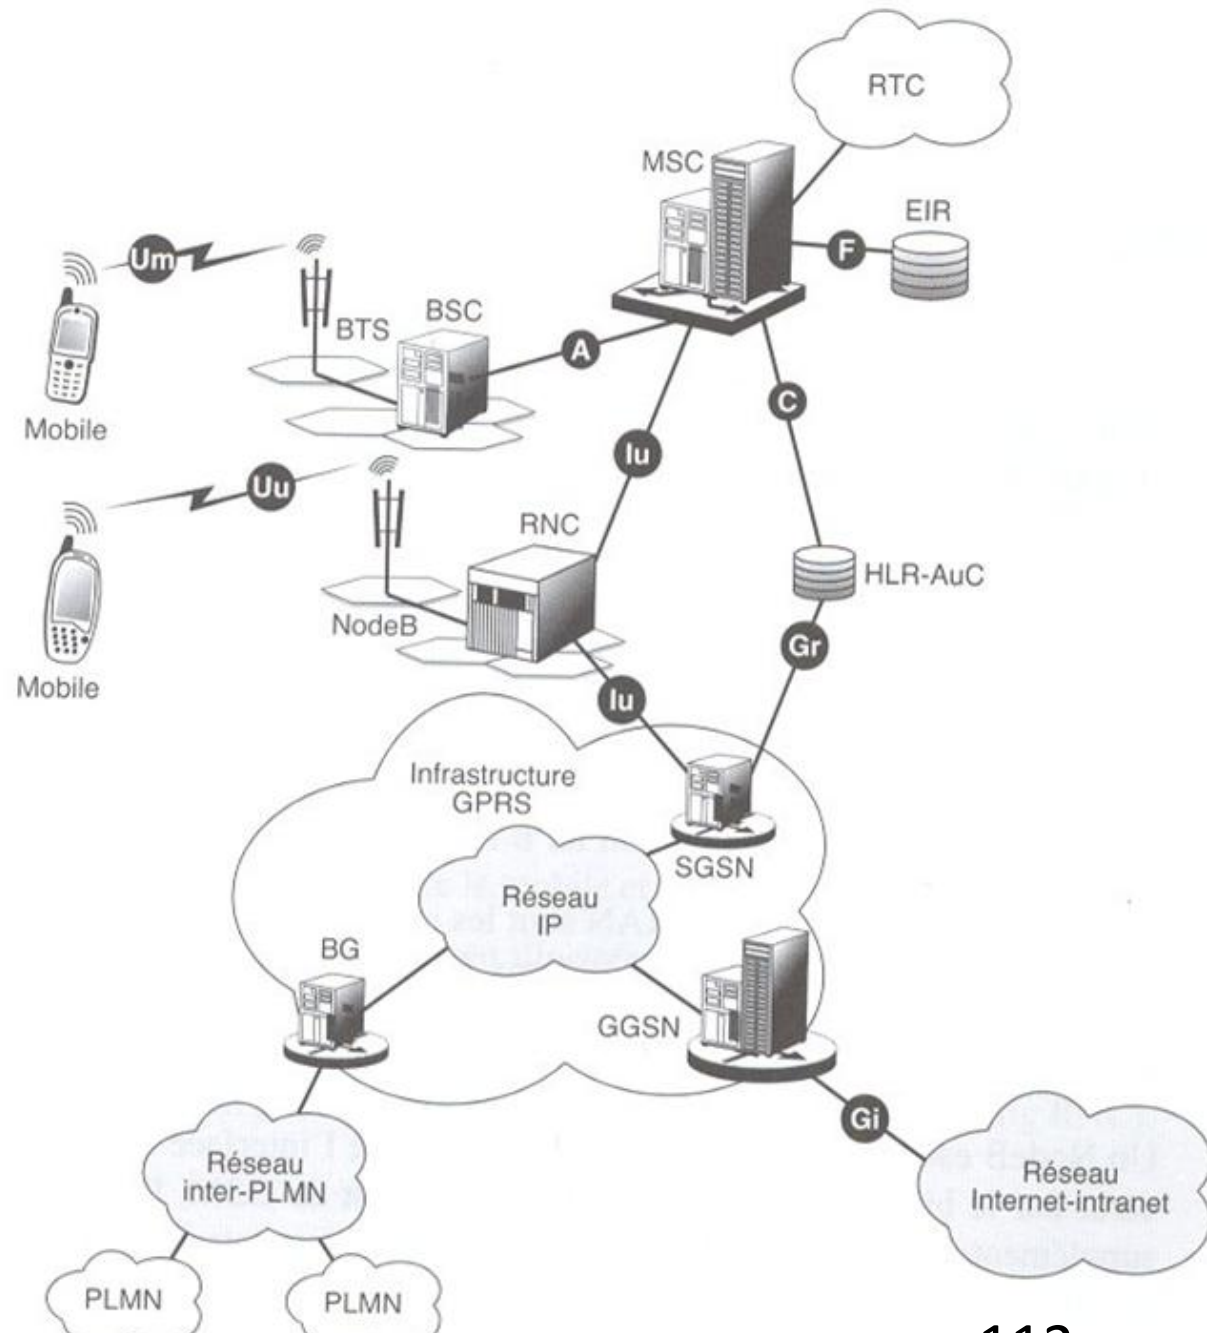 RTC
MSC
EIR
Um
F
BSC
BTS
A
Mobile
C
Iu
Uu
RNC
HLR-AuC
NodeB
Gr
Mobile
Iu
Infrastructure
GPRS
SGSN
Réseau
IP
BG
GGSN
Gi
Réseau
inter-PLMN
Réseau
Internet-intranet
PLMN
PLMN